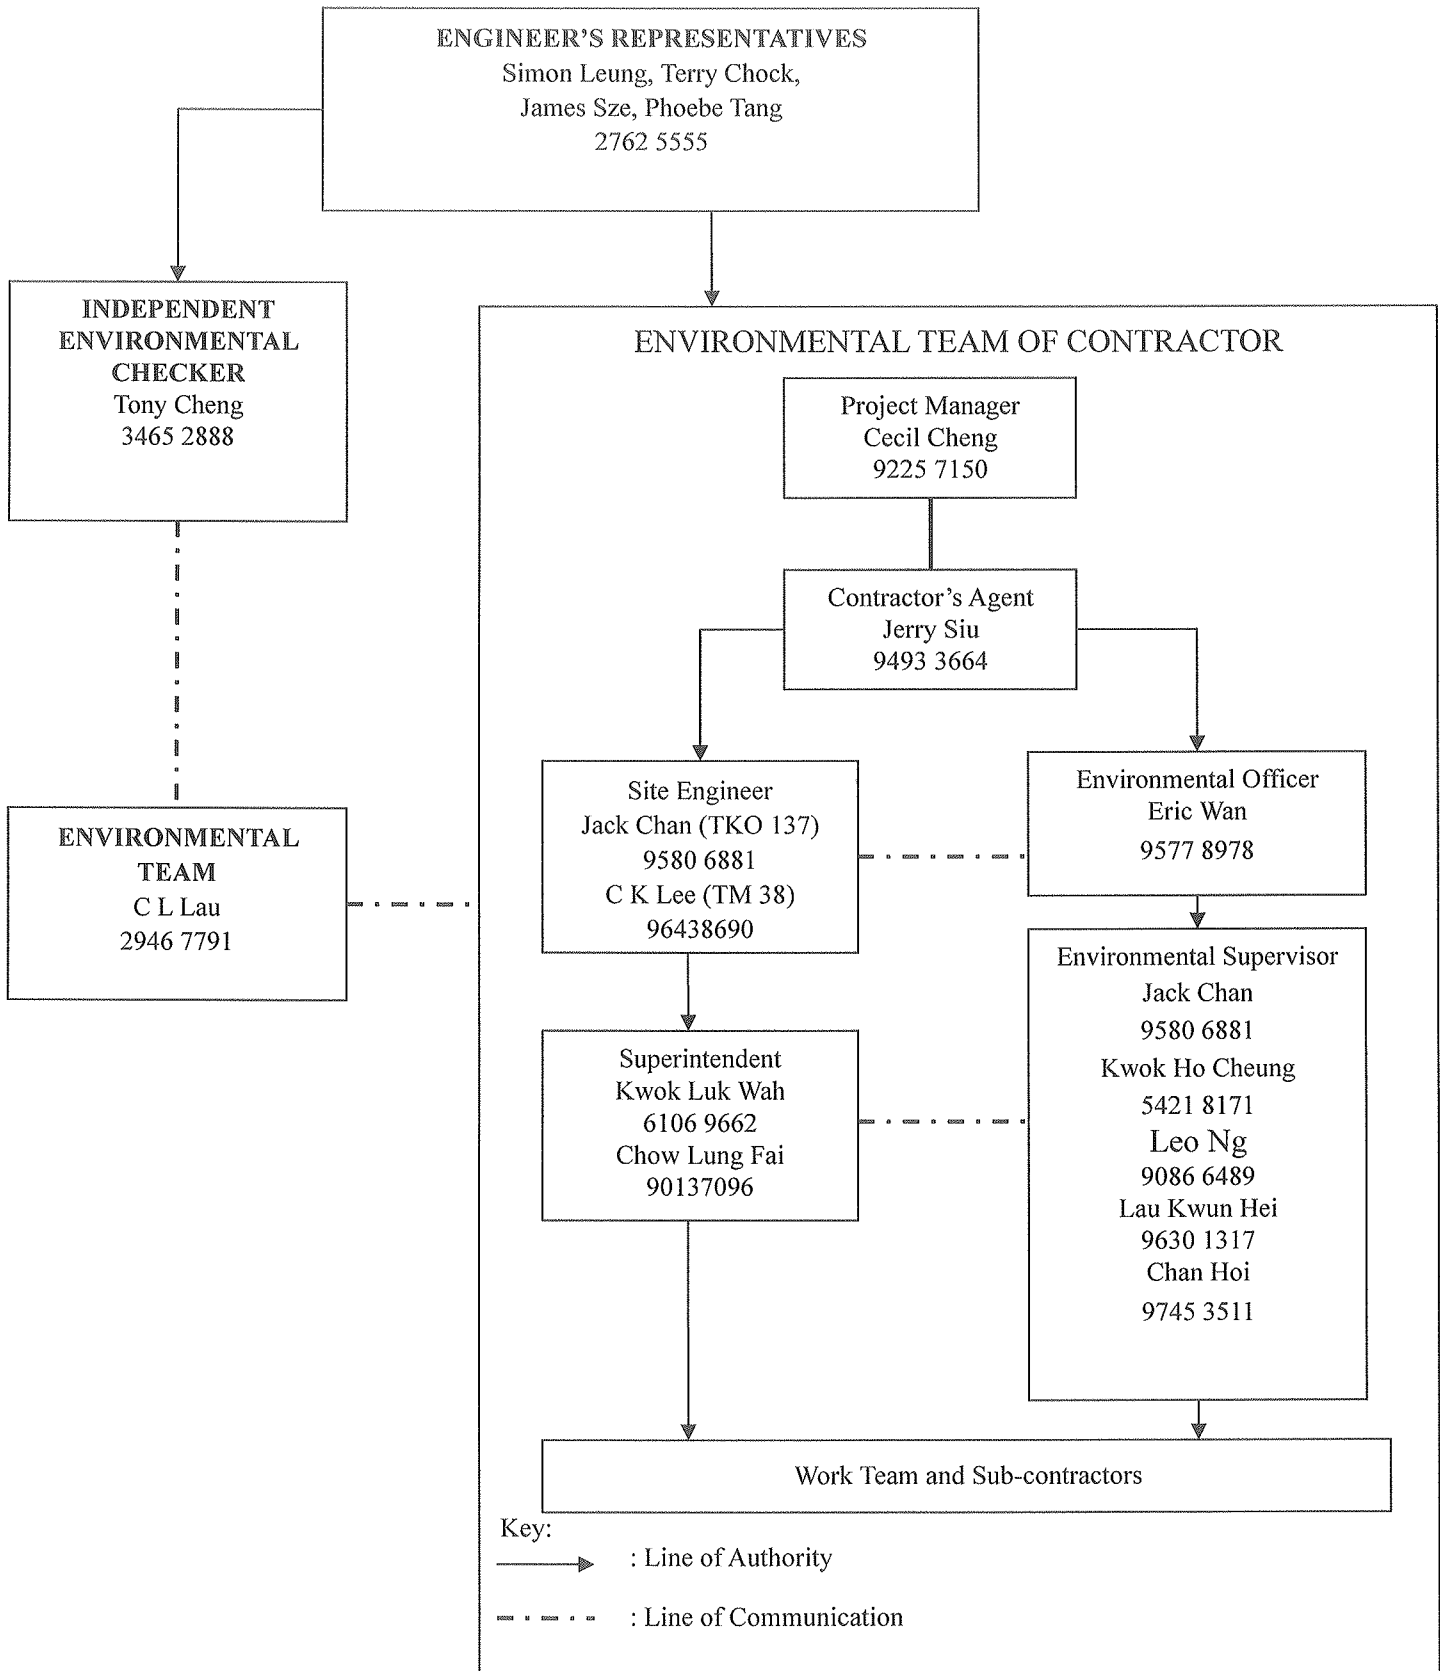 ENGINEER’S REPRESENTATIVES
Simon Leung, Terry Chock,
James Sze, Phoebe Tang
2762 5555
INDEPENDENT
ENVIRONMENTAL
CHECKER
Tony Cheng
3465 2888
ENVIRONMENTAL
TEAM
C L Lau
2946 7791
ENVIRONMENTAL TEAM OF CONTRACTOR
Project Manager
Cecil Cheng
9225 7150
Contractor’s Agent
Jerry Siu
9493 3664
Site Engineer
Jack Chan (TKO 137)
9580 6881
C K Lee (TM 38)
96438690
Environmental Officer
Eric Wan
9577 8978
Superintendent
Kwok Luk Wah
6106 9662
Chow Lung Fai
90137096
Environmental Supervisor
Jack Chan
9580 6881
Kwok Ho Cheung
5421 8171
Leo Ng
9086 6489
Lau Kwun Hei
9630 1317
Chan Hoi
9745 3511
Work Team and Sub-contractors
Key:
: Line of Authority
: Line of Communication